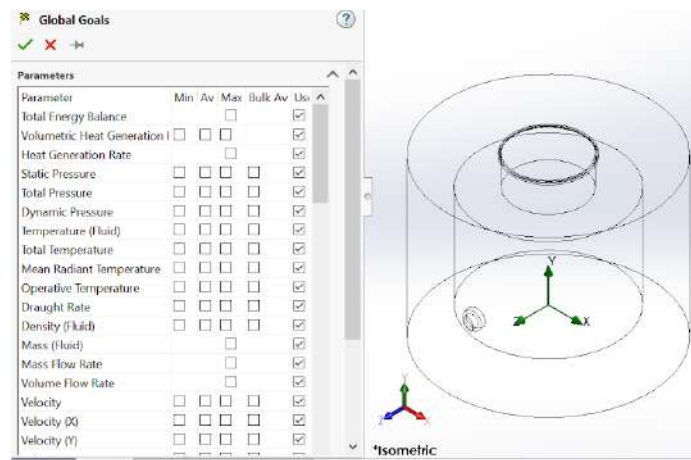 Global Goals
?
Parameters
Parameter Min Av Max Bulk Av Use
Total Energy Balance
Volumetric Heat Generation
Heat Generation Rate
Static Pressure
Total Pressure
Dynamic Pressure
Temperature (Fluid)
Total Temperature
Mean Radiant Temperature
Operative Temperature
Draught Rate
Density (Fluid)
Mass (Fluid)
Mass Flow Rate
Volume Flow Rate
Velocity
Velocity (X)
Velocity (Y)
Y
Z
X
Y
Z
X
*Isometric